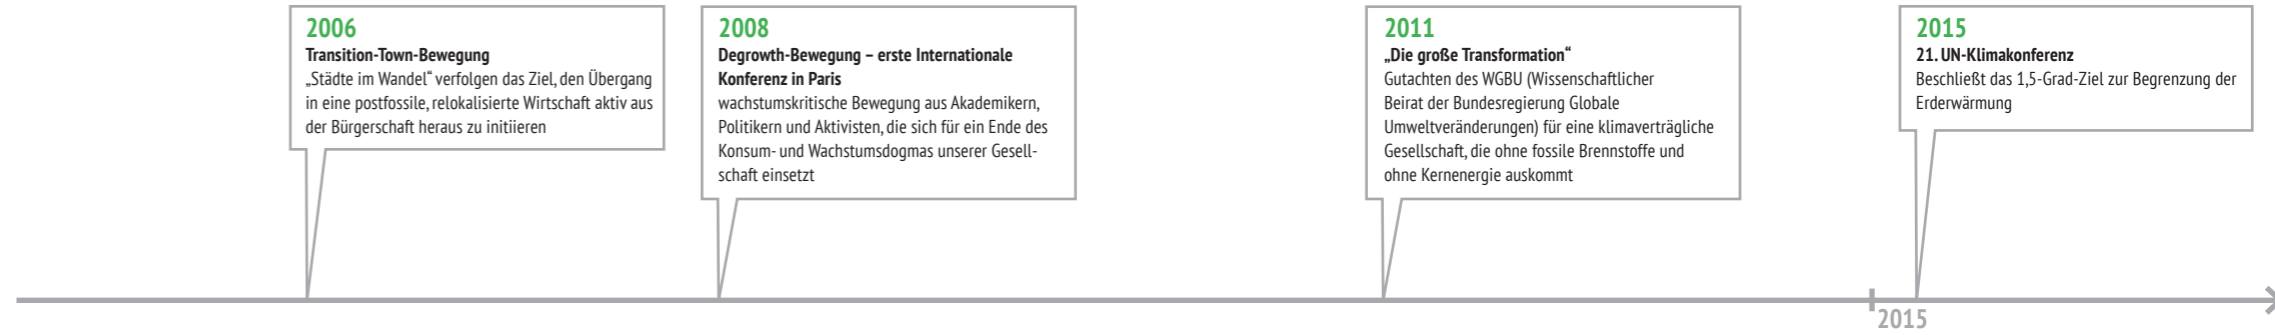 2006
Transition-Town-Bewegung
„Städte im Wandel“ verfolgen das Ziel, den Übergang
in eine postfossile, relokalisierte Wirtschaft aktiv aus
der Bürgerschaft heraus zu initiieren
2008
Degrowth-Bewegung – erste Internationale
Konferenz in Paris
wachstumskritische Bewegung aus Akademikern,
Politikern und Aktivisten, die sich für ein Ende des
Konsum- und Wachstumsdogmas unserer Gesell-
schaft einsetzt
2011
„Die große Transformation“
Gutachten des WGBU (Wissenschaftlicher
Beirat der Bundesregierung Globale
Umweltveränderungen) für eine klimaverträgliche
Gesellschaft, die ohne fossile Brennstoffe und
ohne Kernenergie auskommt
2015
21. UN-Klimakonferenz
Beschließt das 1,5-Grad-Ziel zur Begrenzung der
Erderwärmung
2015